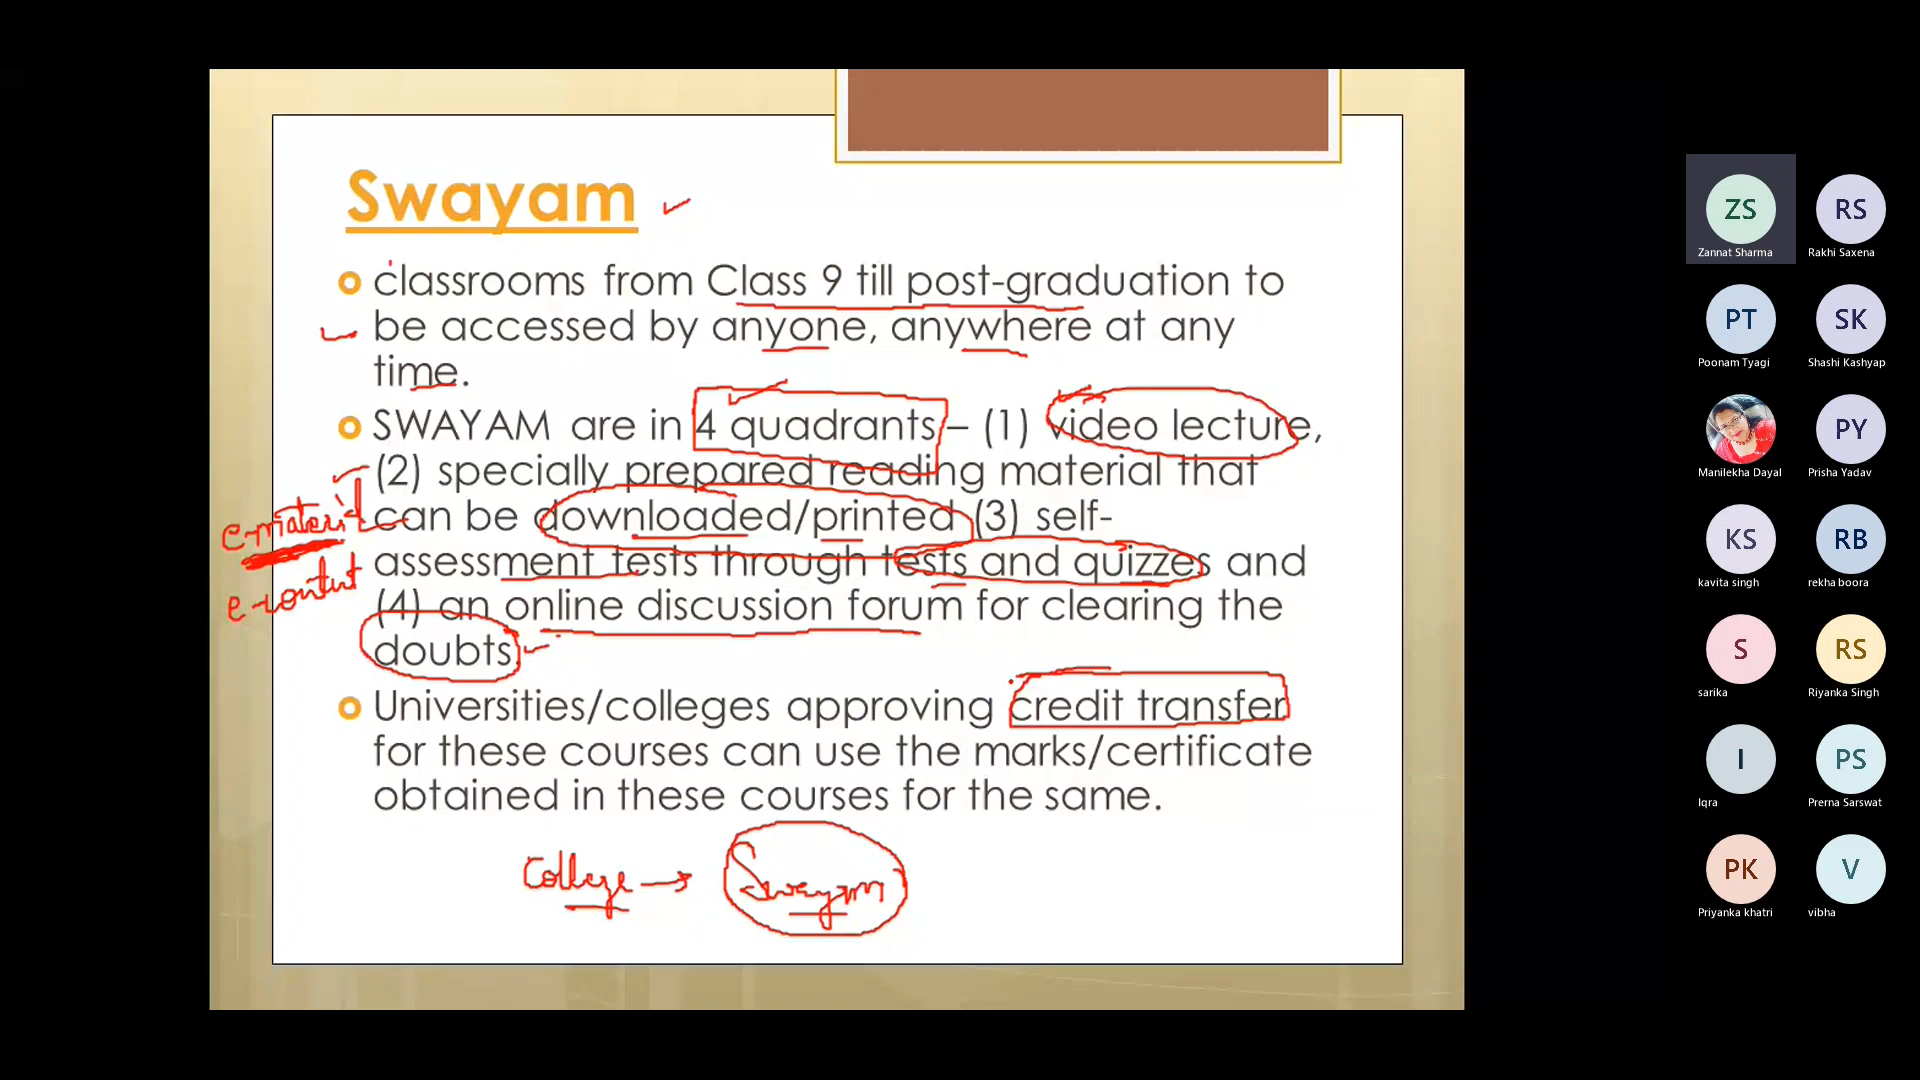 Swayam
classrooms from Class 9 till post-graduation to
be accessed by anyone, anywhere at any
time.
SWAYAM are in 4 quadrants – (1) video lecture,
(2) specially prepared reading material that
can be downloaded/printed (3) self-
assessment tests through tests and quizzes and
(4) an online discussion forum for clearing the
doubts.
Universities/colleges approving credit transfer
for these courses can use the marks/certificate
obtained in these courses for the same.
e-material
e-content
College → Swayam
ZS
RS
Zannat Sharma
Rakhi Saxena
PT
SK
Poonam Tyagi
Shashi Kashyap
PY
Manilekha Dayal
Prisha Yadav
KS
RB
kavita singh
rekha boora
S
RS
sarika
Riyanka Singh
I
PS
Iqra
Prerna Sarswat
PK
V
Priyanka khatri
vibha